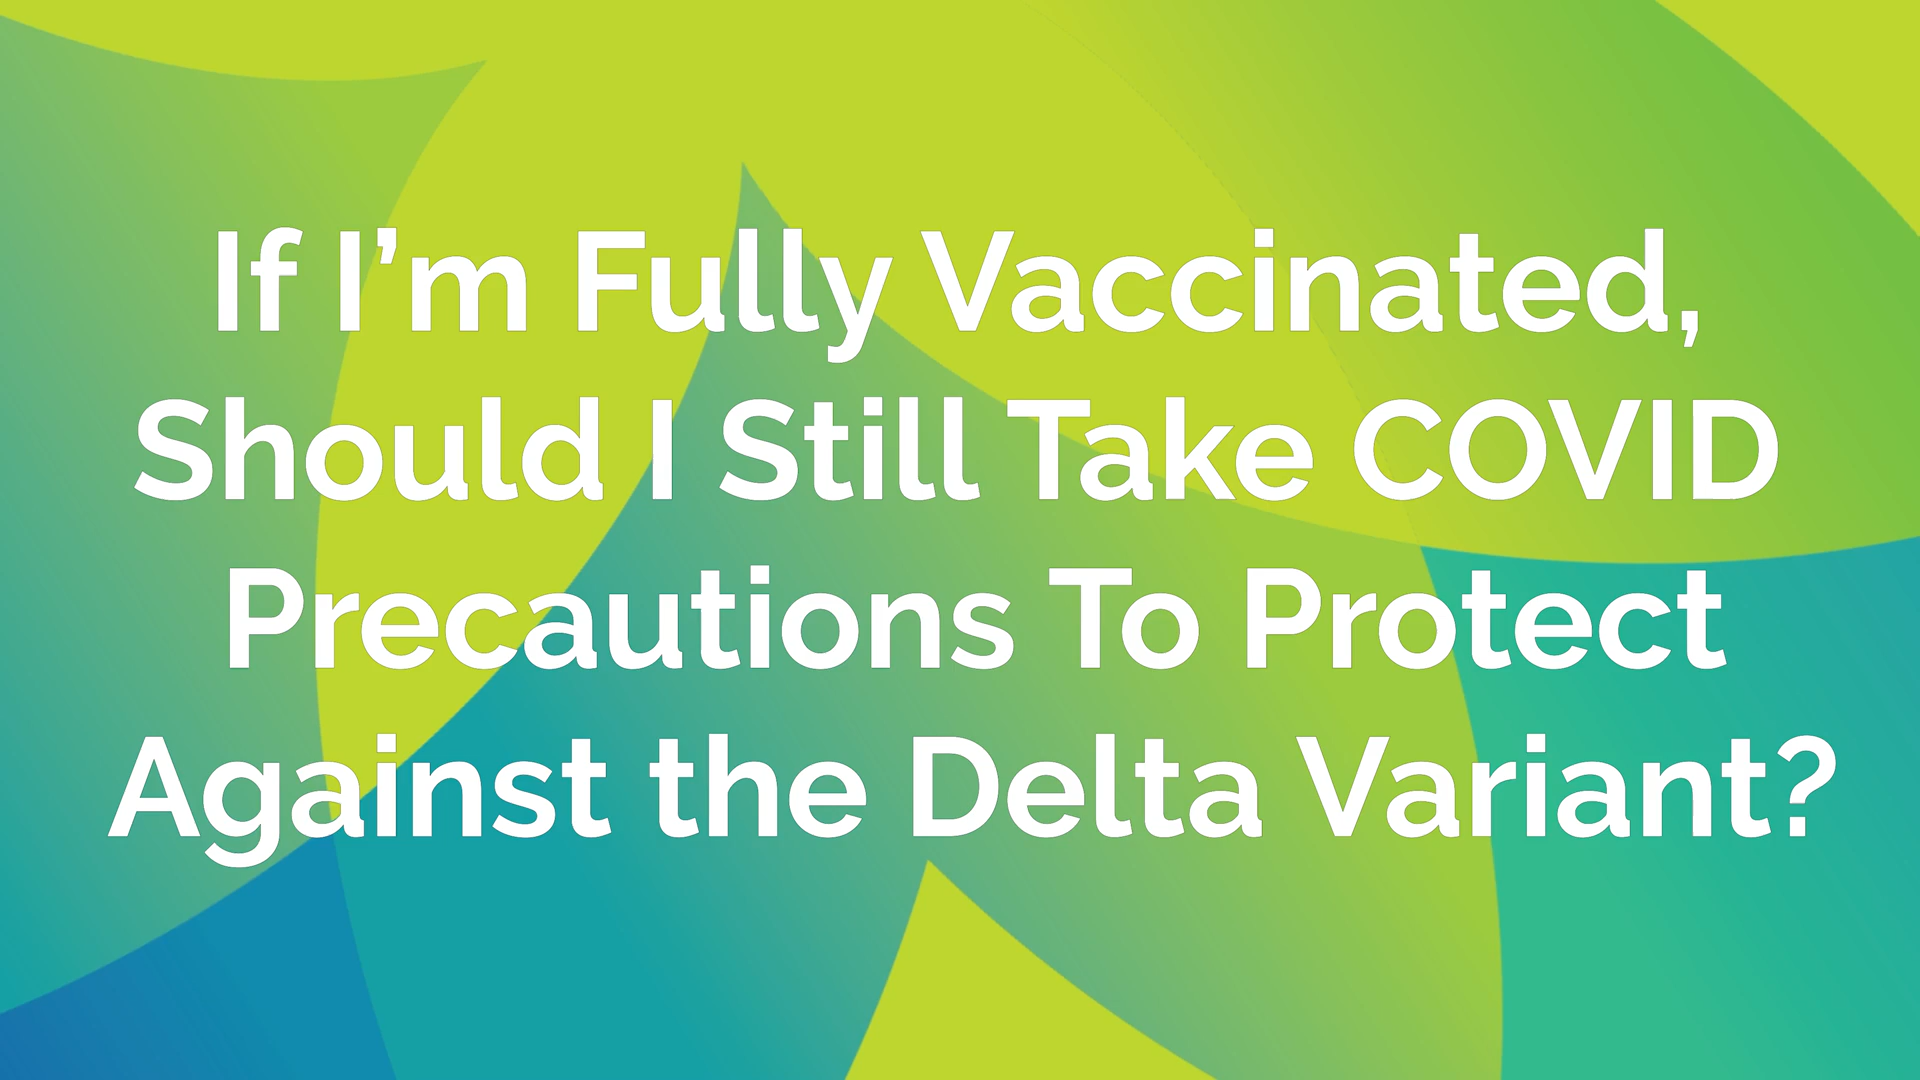 If I’m Fully Vaccinated,
Should I Still Take COVID
Precautions To Protect
Against the Delta Variant?